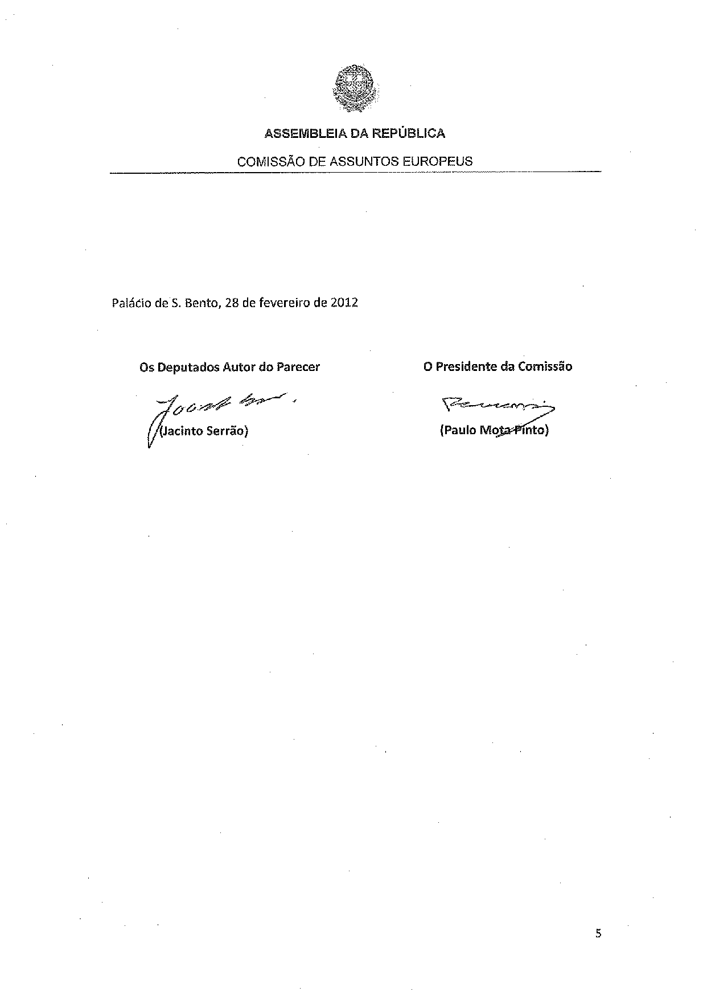 ASSEMBLEIA DA REPÚBLICA
COMISSÃO DE ASSUNTOS EUROPEUS
Palácio de S. Bento, 28 de fevereiro de 2012
Os Deputados Autor do Parecer
O Presidente da Comissão
(Jacinto Serrão)
(Paulo Mota Pinto)
5